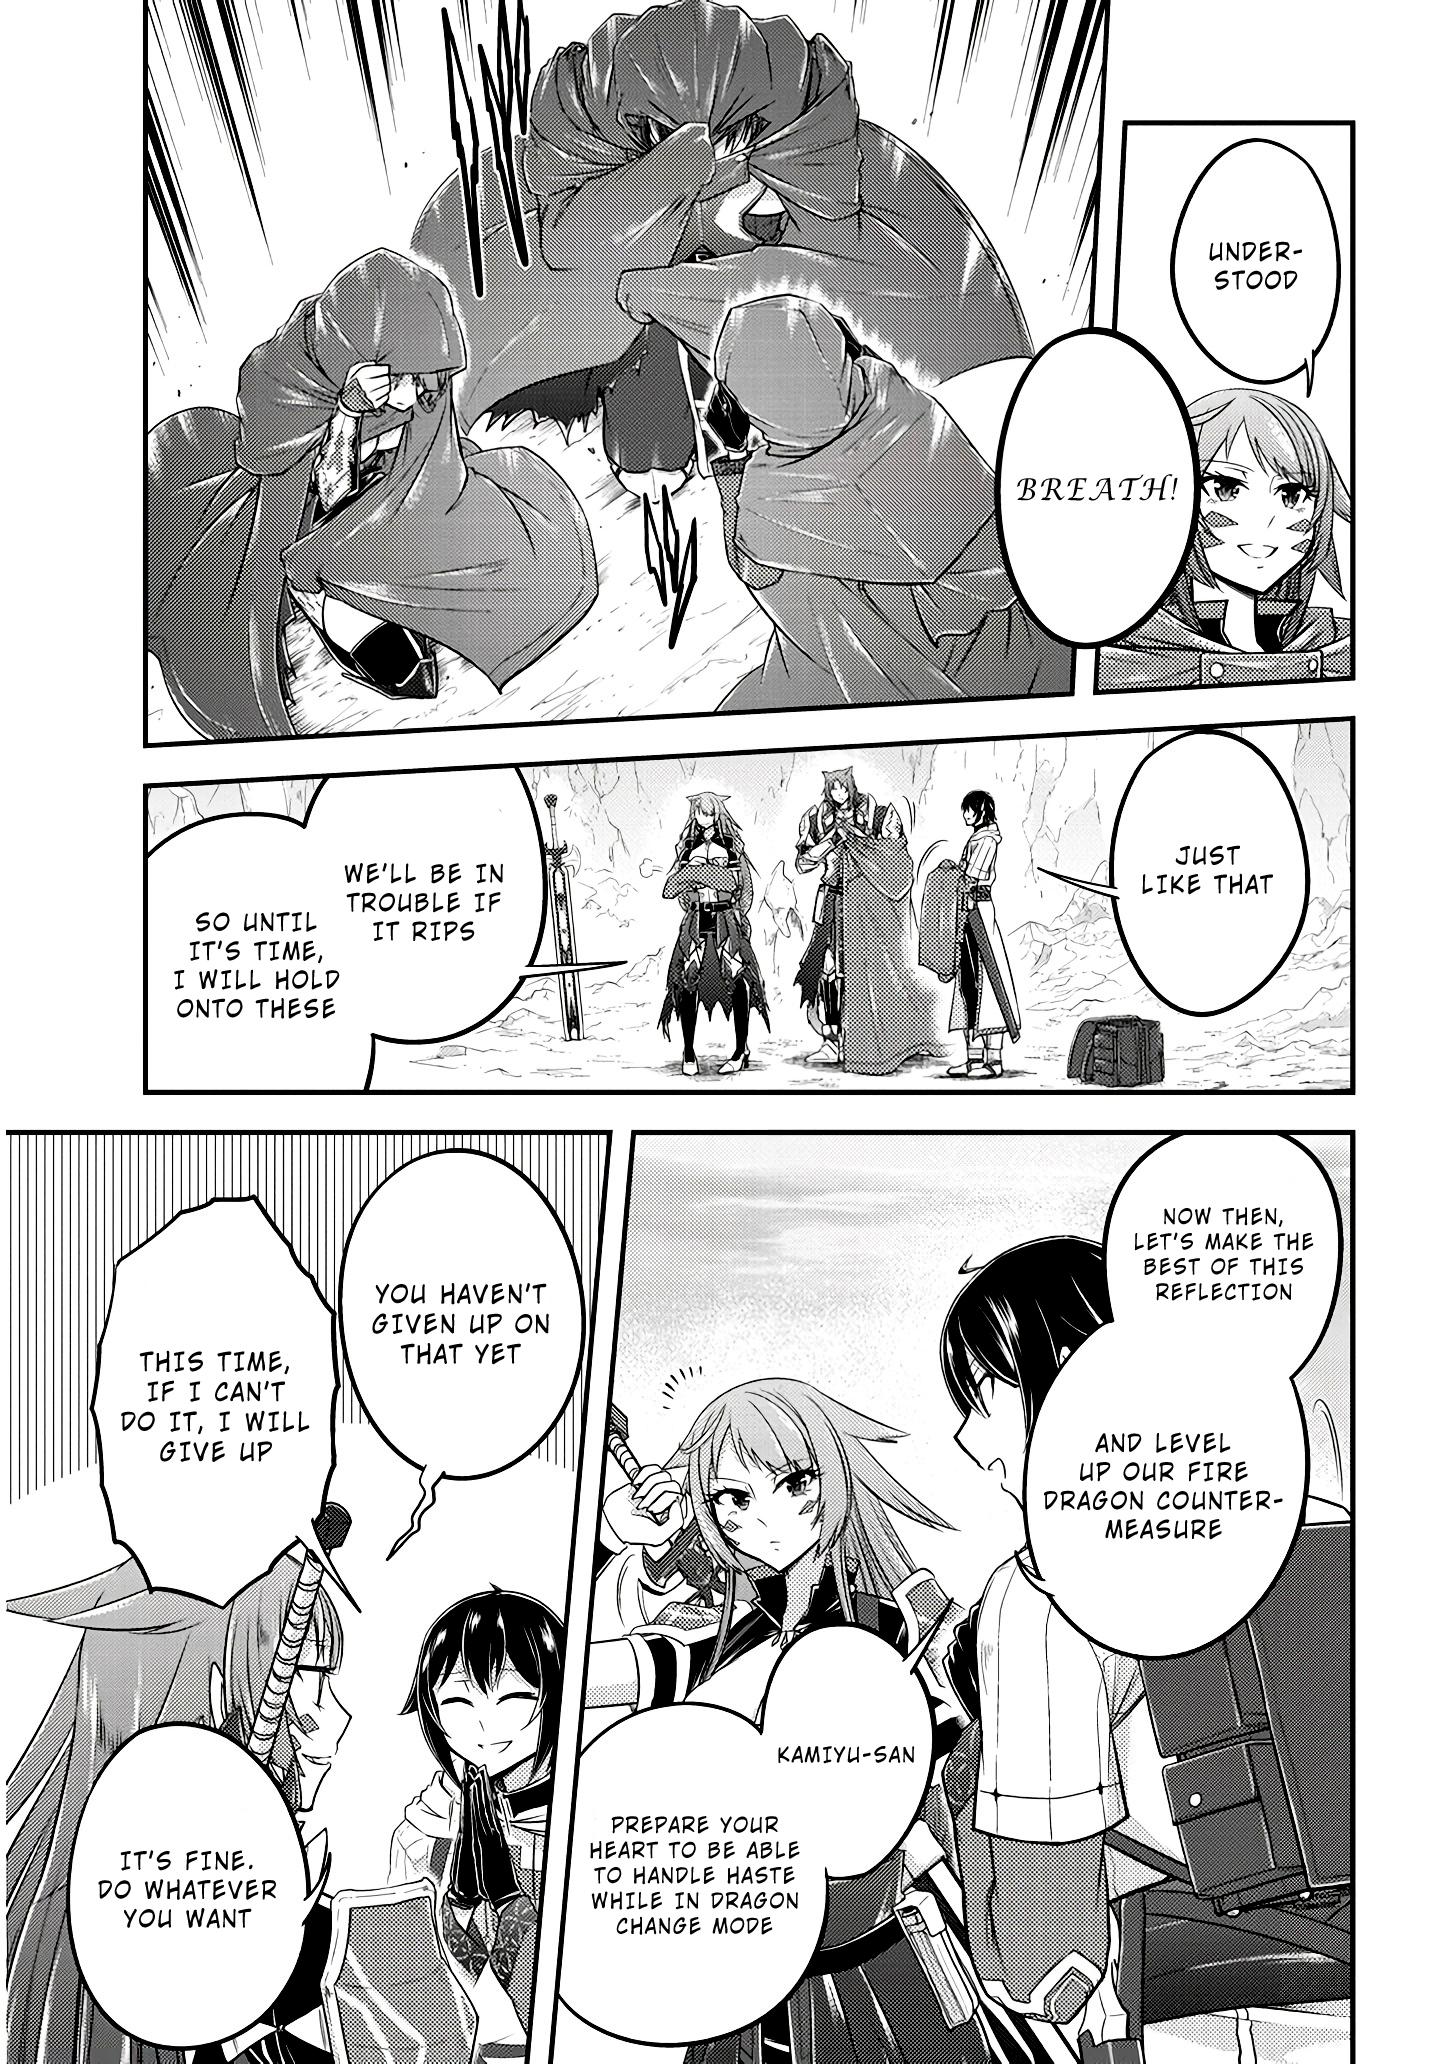 UNDER-
STOOD
BREATH!
JUST
LIKE THAT
WE'LL BE IN
TROUBLE IF
IT RIPS
SO UNTIL
IT'S TIME,
I WILL HOLD
ONTO THESE
NOW THEN,
LET'S MAKE THE
BEST OF THIS
REFLECTION
AND LEVEL
UP OUR FIRE
DRAGON COUNTER-
MEASURE
KAMIYU-SAN
PREPARE YOUR
HEART TO BE ABLE
TO HANDLE HASTE
WHILE IN DRAGON
CHANGE MODE
YOU HAVEN'T
GIVEN UP ON
THAT YET
THIS TIME,
IF I CAN'T
DO IT, I WILL
GIVE UP
IT'S FINE.
DO WHATEVER
YOU WANT